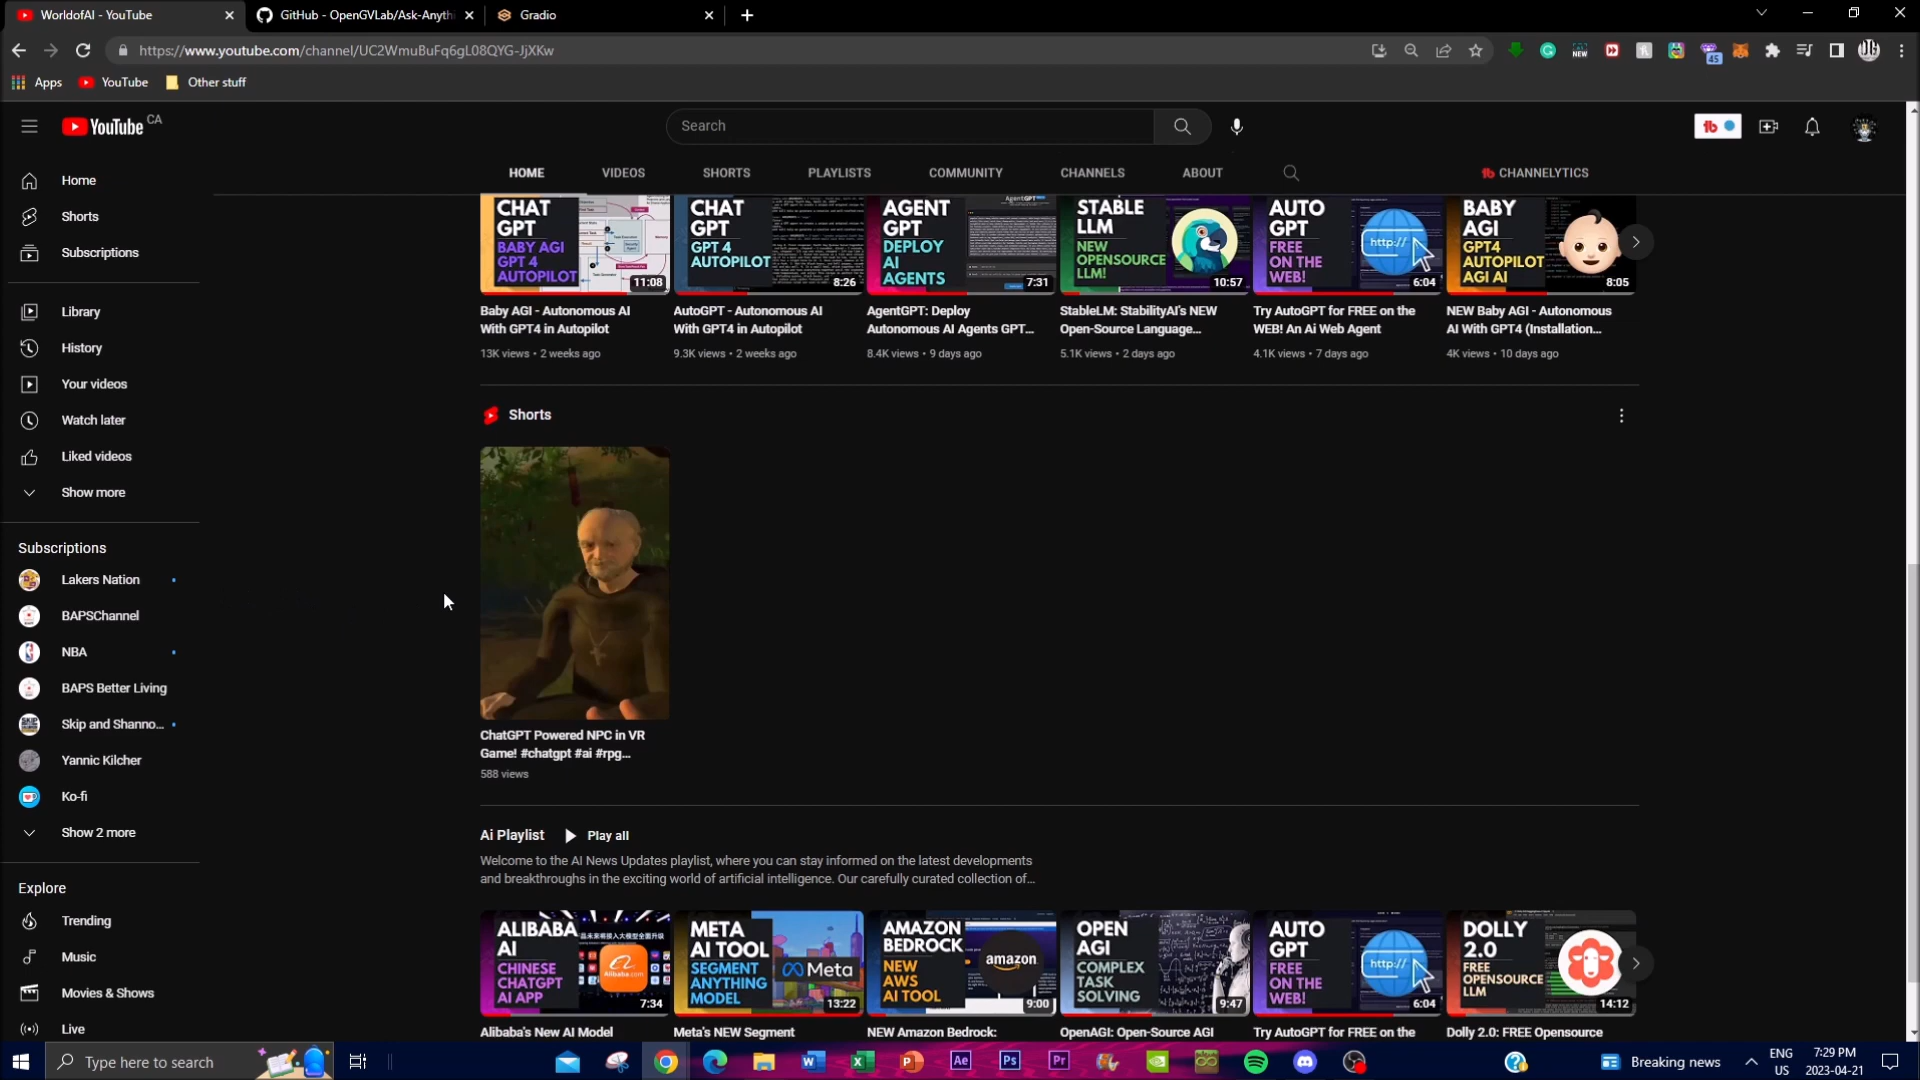 WorldofAI - YouTube
GitHub - OpenGVLab/Ask-Anythi
Gradio
https://www.youtube.com/channel/UC2WmuBuFq6gL08QYG-JjXKw
45
Apps
YouTube
Other stuff
YouTube CA
Search
HOME
VIDEOS
SHORTS
PLAYLISTS
COMMUNITY
CHANNELS
ABOUT
CHANNELYTICS
Home
Shorts
Subscriptions
Library
History
Your videos
Watch later
Liked videos
Show more
Subscriptions
Lakers Nation
BAPSChannel
NBA
BAPS Better Living
Skip and Shanno...
Yannic Kilcher
Ko-fi
Show 2 more
Explore
Trending
Music
Movies & Shows
Live
CHAT
GPT
BABY AGI
GPT 4
AUTOPILOT
11:08
Baby AGI - Autonomous AI
With GPT4 in Autopilot
13K views • 2 weeks ago
CHAT
GPT
GPT 4
AUTOPILOT
8:26
AutoGPT - Autonomous AI
With GPT4 in Autopilot
9.3K views • 2 weeks ago
AGENT
GPT
DEPLOY
AI
AGENTS
AgentGPT
7:31
AgentGPT: Deploy
Autonomous AI Agents GPT...
8.4K views • 9 days ago
STABLE
LLM
NEW
OPENSOURCE
LLM!
10:57
StableLM: StabilityAI's NEW
Open-Source Language...
5.1K views • 2 days ago
AUTO
GPT
FREE
ON THE
WEB!
http://
6:04
Try AutoGPT for FREE on the
WEB! An Ai Web Agent
4.1K views • 7 days ago
BABY
AGI
GPT4
AUTOPILOT
AGI AI
8:05
NEW Baby AGI - Autonomous
AI With GPT4 (Installation...
4K views • 10 days ago
Shorts
ChatGPT Powered NPC in VR
Game! #chatgpt #ai #rpg...
588 views
Ai Playlist
Play all
Welcome to the AI News Updates playlist, where you can stay informed on the latest developments
and breakthroughs in the exciting world of artificial intelligence. Our carefully curated collection of...
ALIBABA
AI
CHINESE
CHATGPT
AI APP
Alibaba.com
7:34
Alibaba's New AI Model
META
AI TOOL
SEGMENT
ANYTHING
MODEL
Meta
13:22
Meta's NEW Segment
AMAZON
BEDROCK
NEW
AWS
AI TOOL
amazon
9:00
NEW Amazon Bedrock:
OPEN
AGI
COMPLEX
TASK
SOLVING
9:47
OpenAGI: Open-Source AGI
AUTO
GPT
FREE
ON THE
WEB!
http://
6:04
Try AutoGPT for FREE on the
DOLLY
2.0
FREE
OPENSOURCE
LLM
14:12
Dolly 2.0: FREE Opensource
Type here to search
Ae
Ps
Pr
Breaking news
ENG
US
7:29 PM
2023-04-21